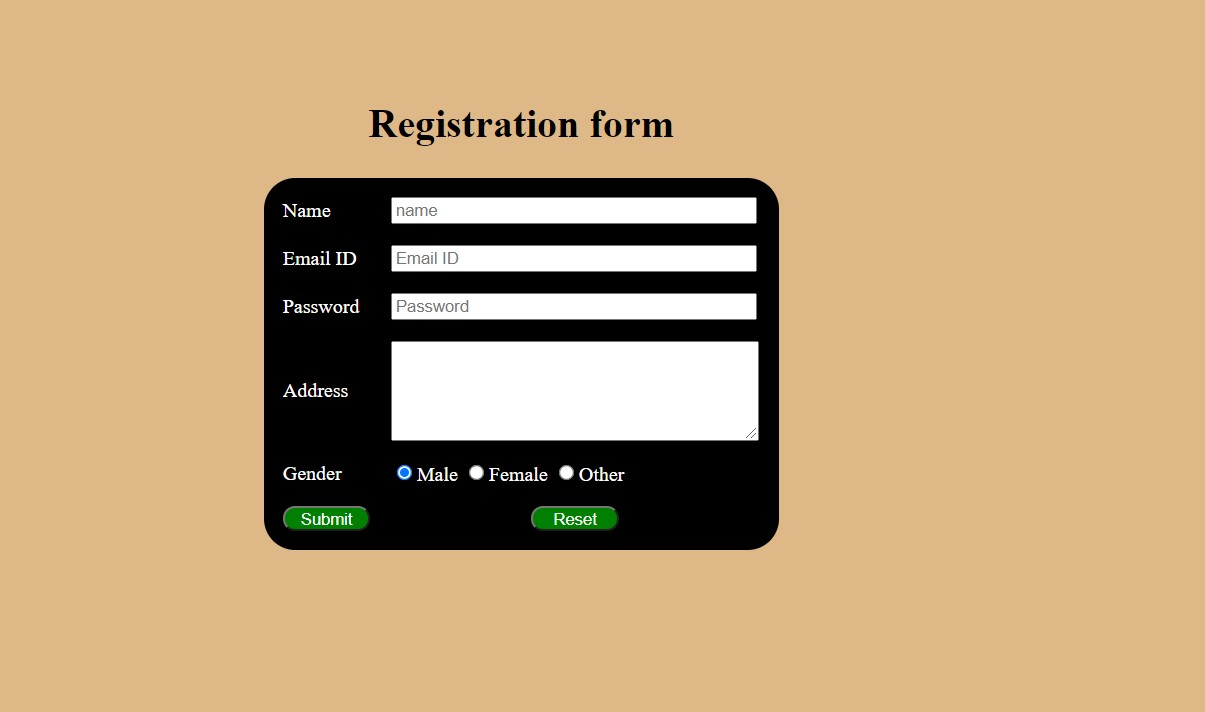 Registration form
Name name
Email ID Email ID
Password Password
Address
Gender Male Female Other
Submit Reset